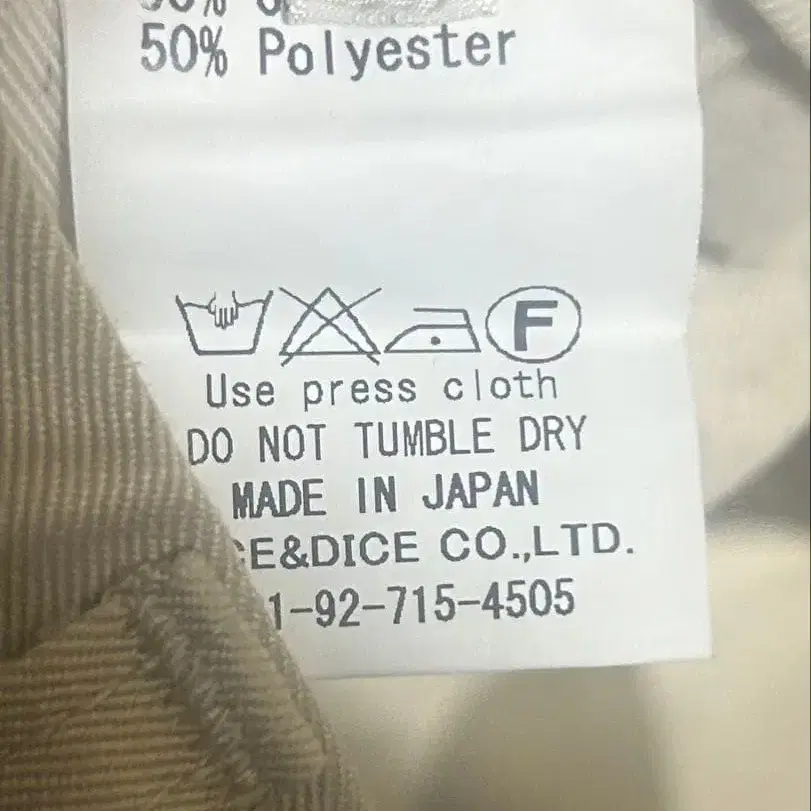 50% Polyester
F
Use press cloth
DO NOT TUMBLE DRY
MADE IN JAPAN
E&DICE CO.,LTD.
1-92-715-4505